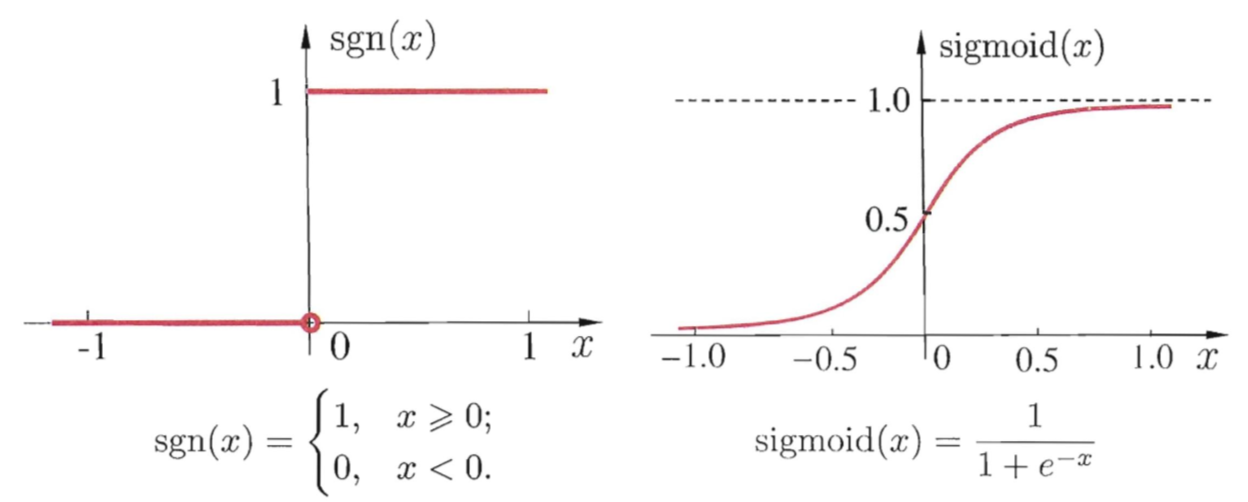 sgn(x)
1
-1 0 1 x
sgn(x) = { 1, x ⩾ 0;
0, x < 0.
sigmoid(x)
1.0
0.5
−1.0 −0.5 0 0.5 1.0 x
sigmoid(x) = 1 / (1 + e^{−x})